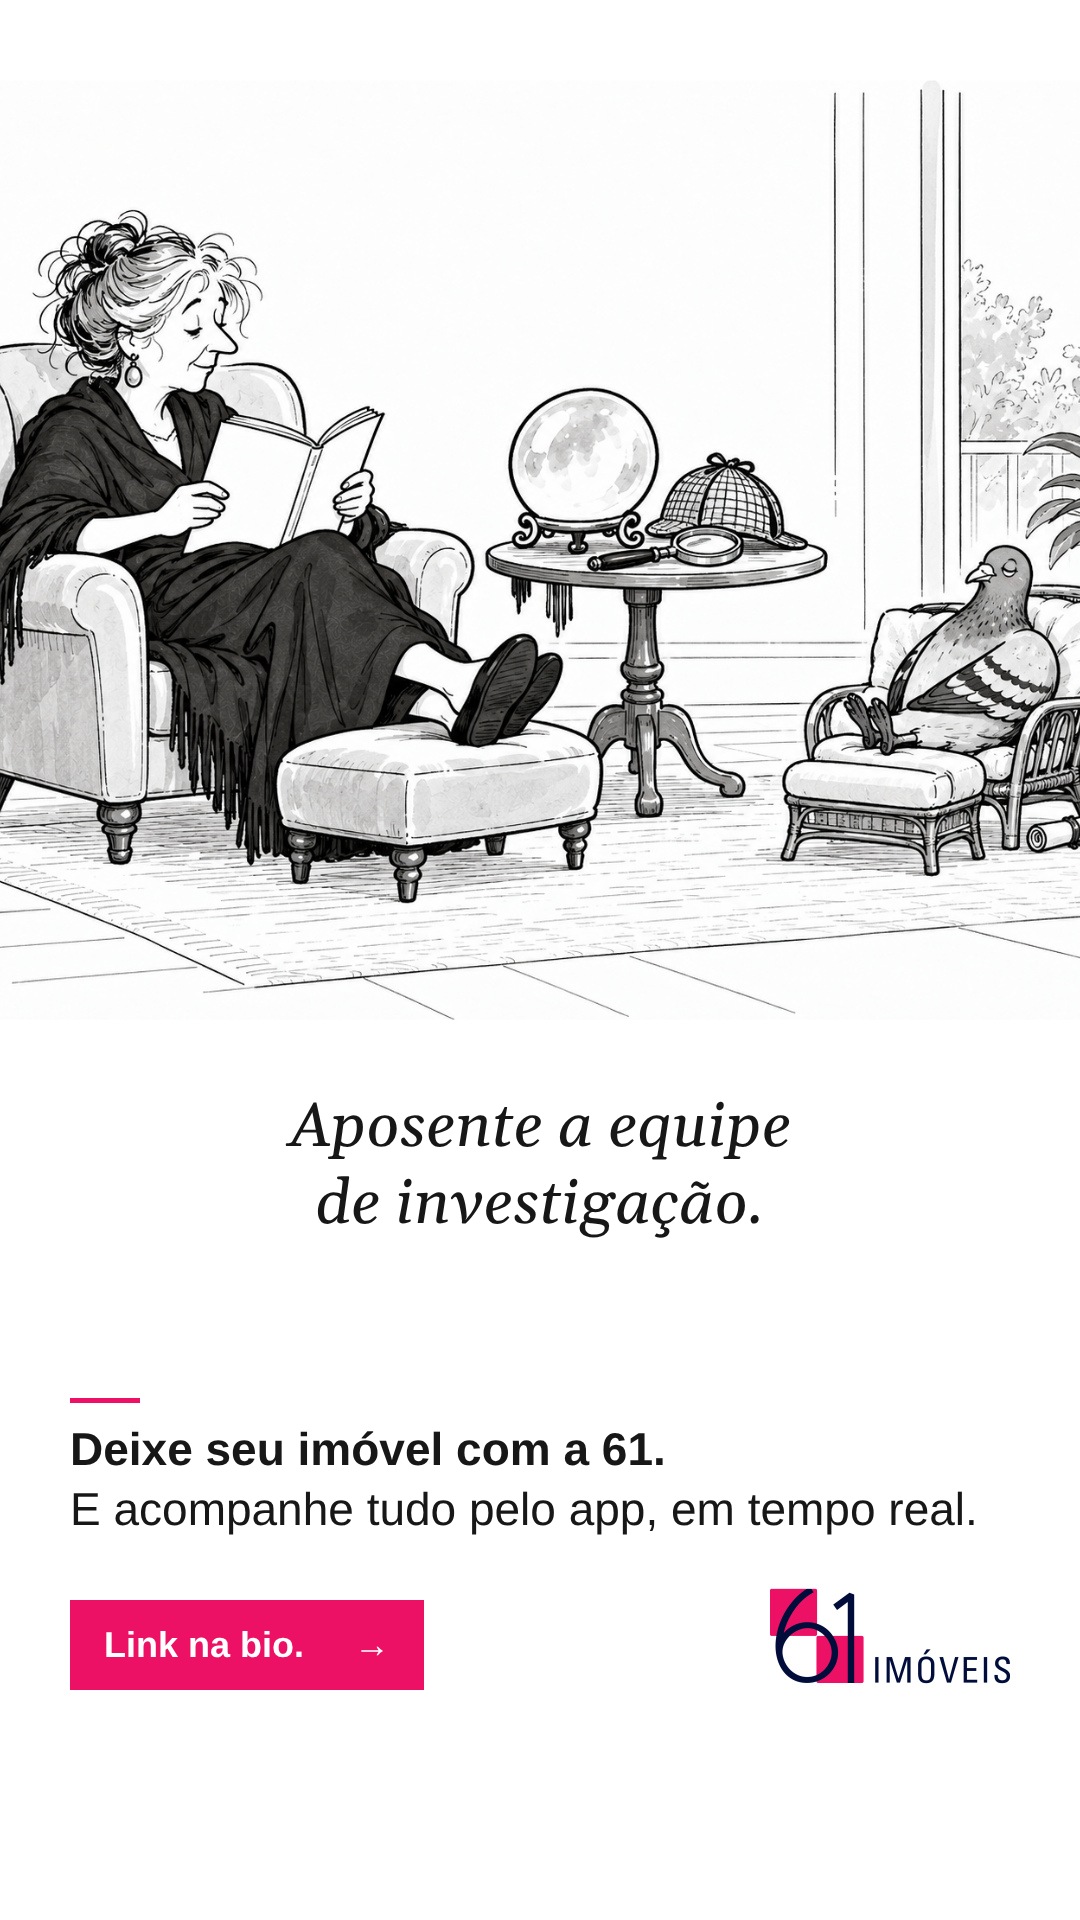 Aposente a equipe
de investigação.
Deixe seu imóvel com a 61.
E acompanhe tudo pelo app, em tempo real.
Link na bio. →
61 IMÓVEIS